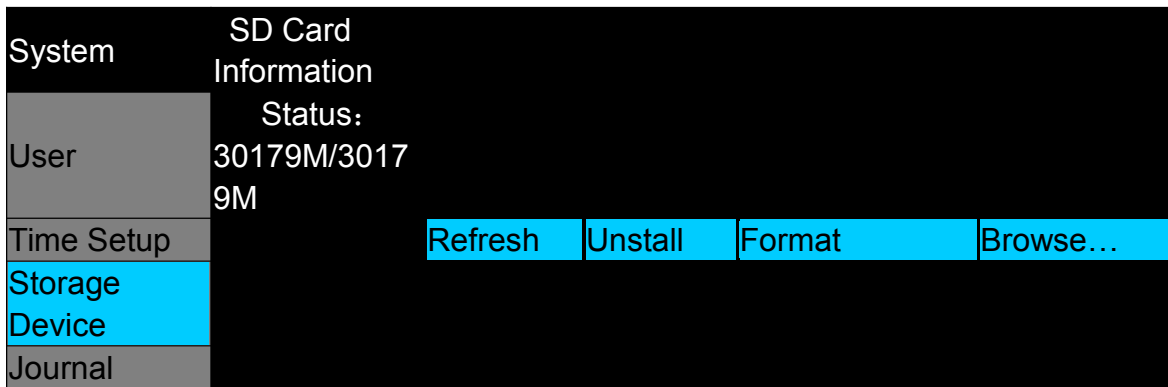 System
SD Card
Information
User
Status：
30179M/3017
9M
Time Setup
Refresh
Unstall
Format
Browse…
Storage
Device
Journal